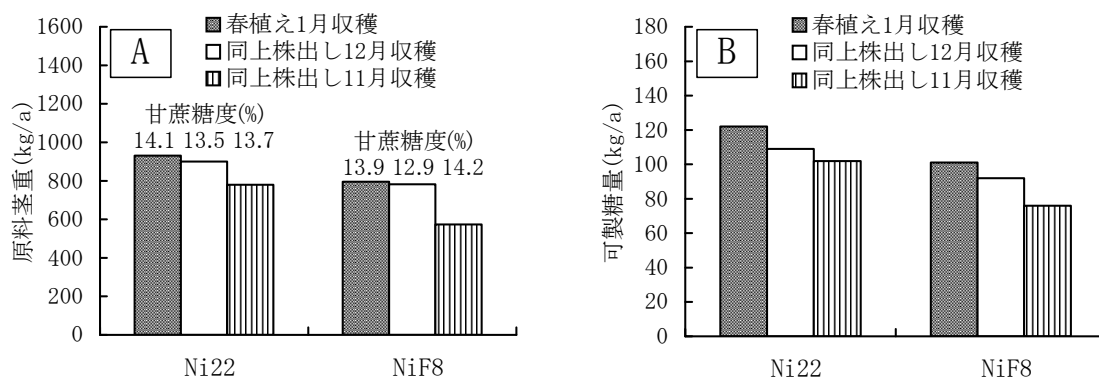 A
春植え1月収穫
同上株出し12月収穫
同上株出し11月収穫
原料茎重(kg/a)
1600
1400
1200
1000
800
600
400
200
0
甘蔗糖度(%)
14.1 13.5 13.7
甘蔗糖度(%)
13.9 12.9 14.2
Ni22
NiF8
B
春植え1月収穫
同上株出し12月収穫
同上株出し11月収穫
可製糖量(kg/a)
180
160
140
120
100
80
60
40
20
0
Ni22
NiF8